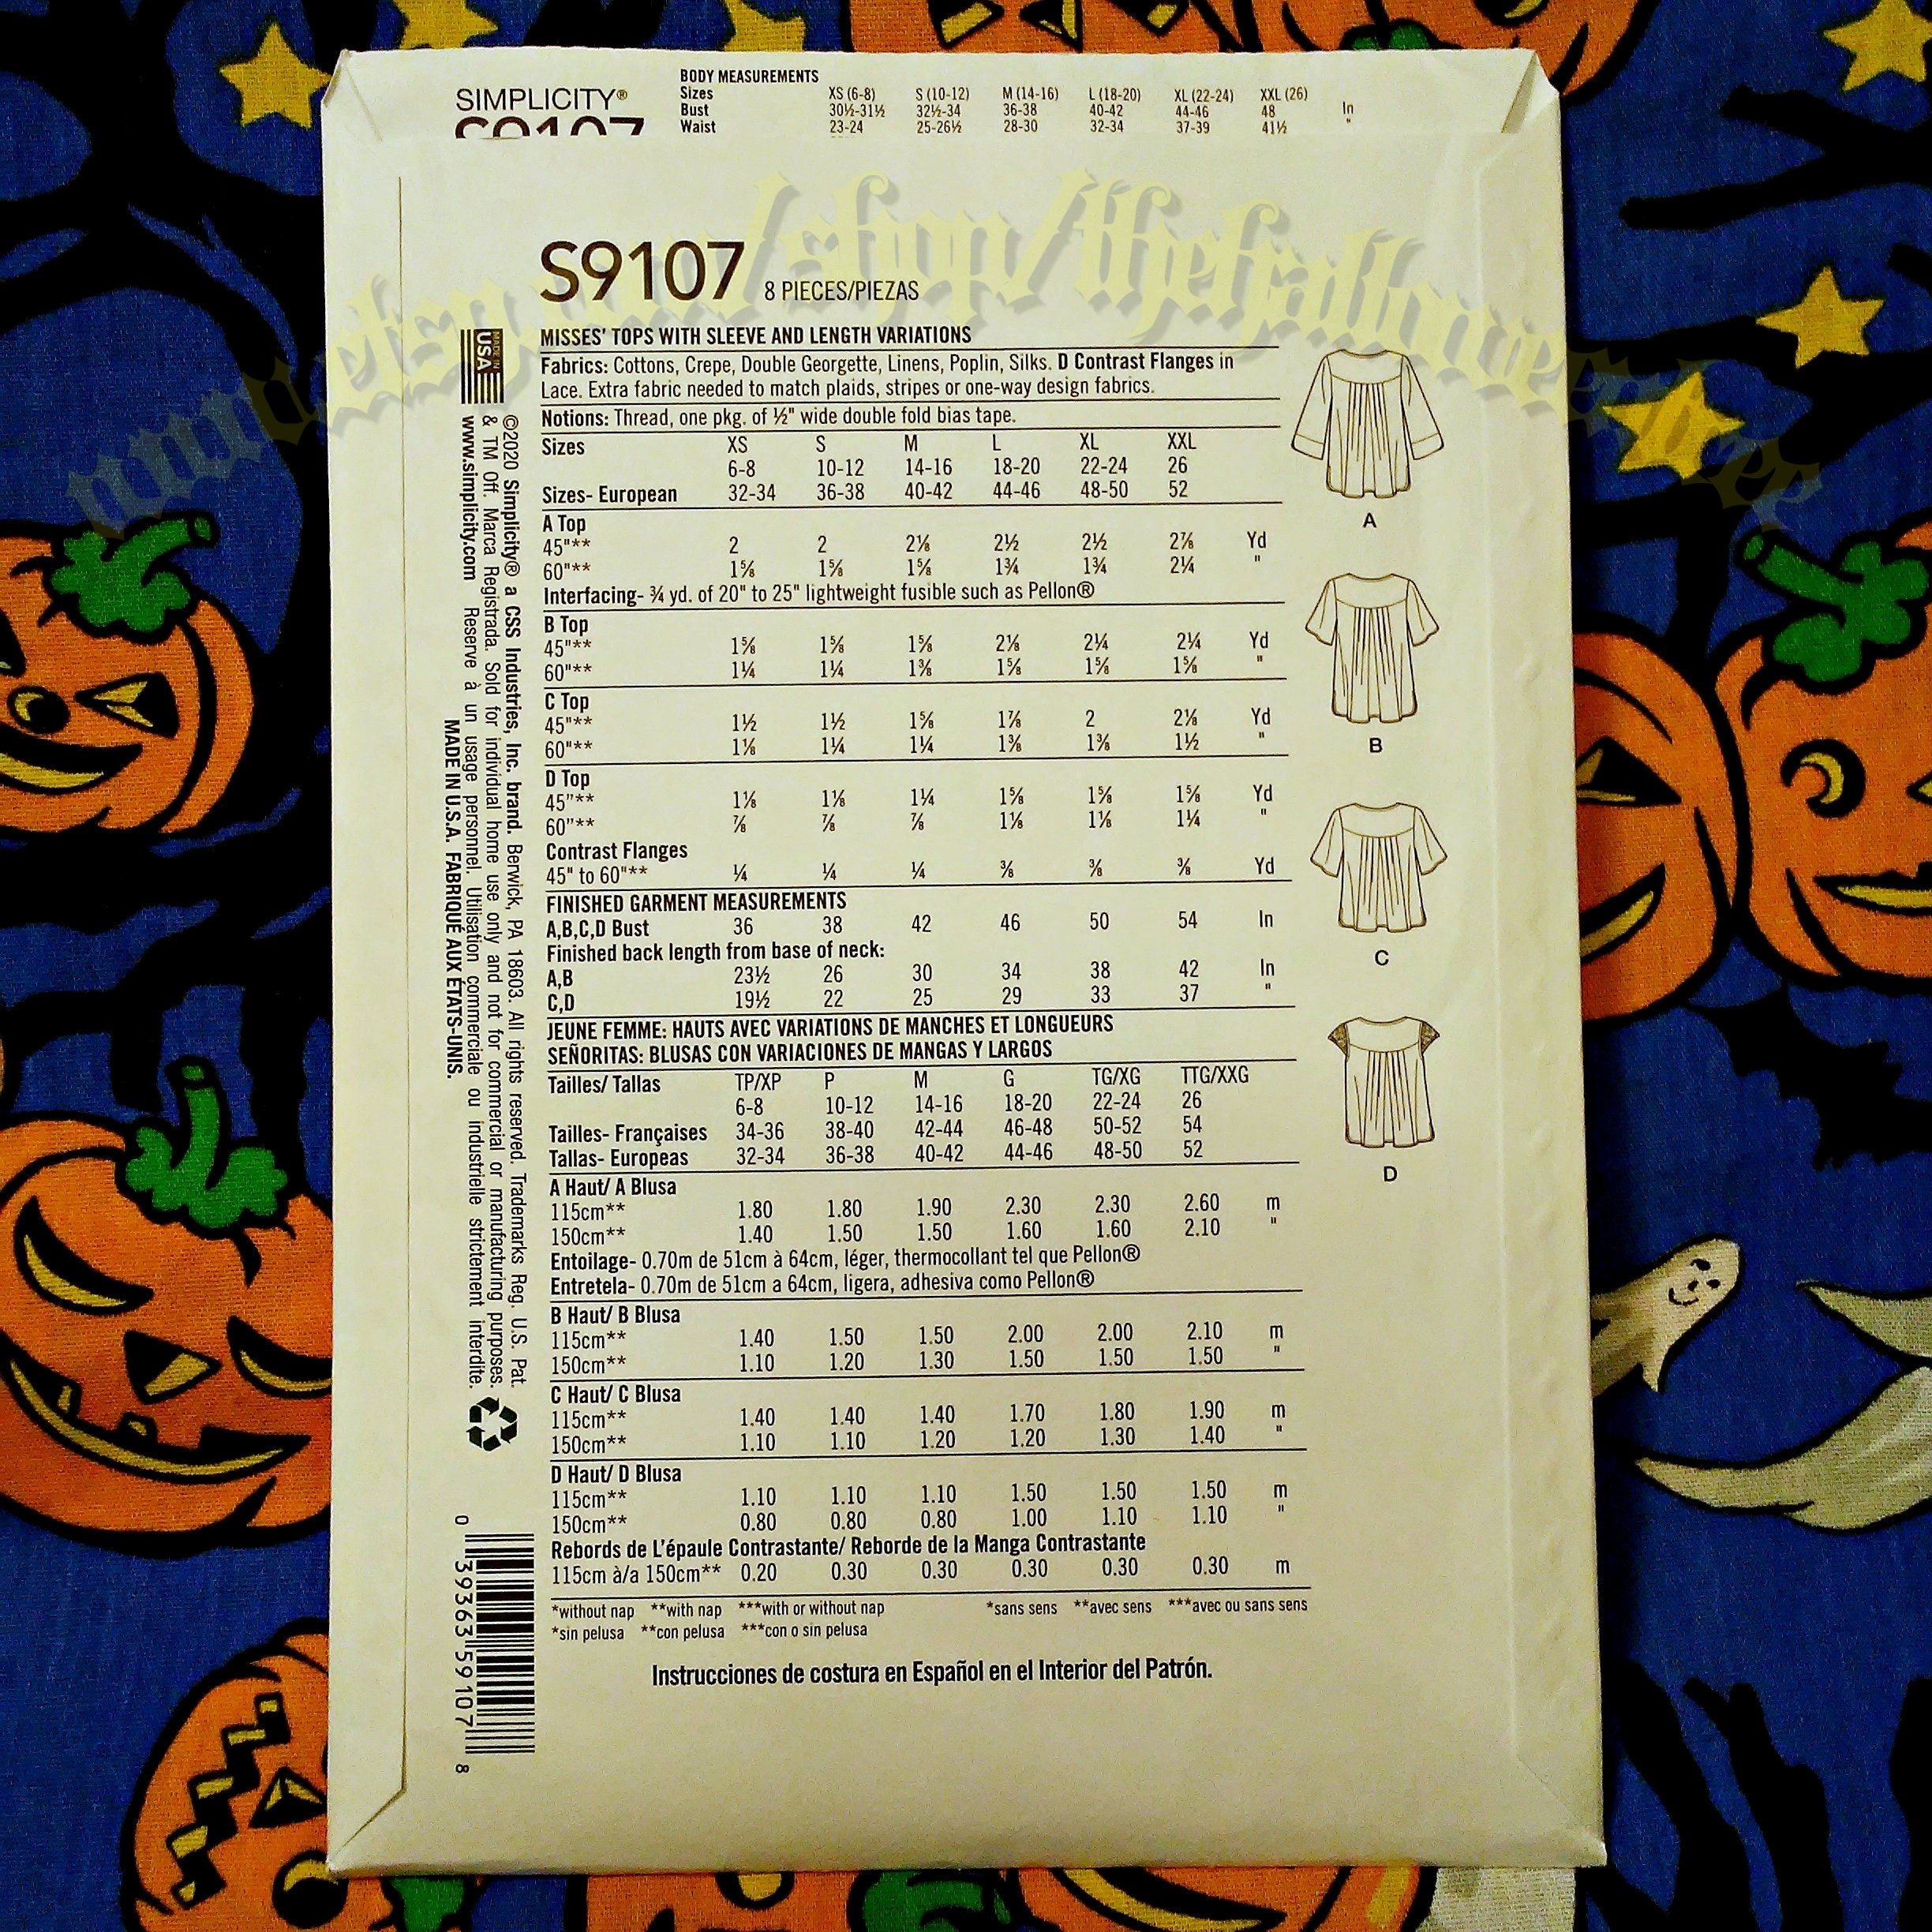 SIMPLICITY®
BODY MEASUREMENTS
Sizes XS (6-8) S (10-12) M (14-16) L (18-20) XL (22-24) XXL (26)
Bust 30½-31½ 32½-34 36-38 40-42 44-46 48 In
Waist 23-24 25-26½ 28-30 32-34 37-39 41½ "
S9107
S9107 8 PIECES/PIEZAS
MISSES' TOPS WITH SLEEVE AND LENGTH VARIATIONS
Fabrics: Cottons, Crepe, Double Georgette, Linens, Poplin, Silks. D Contrast Flanges in
Lace. Extra fabric needed to match plaids, stripes or one-way design fabrics.
Notions: Thread, one pkg. of ½" wide double fold bias tape.
Sizes XS S M L XL XXL
6-8 10-12 14-16 18-20 22-24 26
Sizes- European 32-34 36-38 40-42 44-46 48-50 52
A Top
45"** 2 2 2⅛ 2½ 2½ 2⅞ Yd
60"** 1⅝ 1⅝ 1⅝ 1¾ 1¾ 2¼ "
Interfacing- ¾ yd. of 20" to 25" lightweight fusible such as Pellon®
B Top
45"** 1⅝ 1⅝ 1⅝ 2⅛ 2¼ 2¼ Yd
60"** 1¼ 1¼ 1⅜ 1⅝ 1⅝ 1⅝ "
C Top
45"** 1½ 1½ 1⅝ 1⅞ 2 2⅛ Yd
60"** 1⅛ 1¼ 1¼ 1⅜ 1⅜ 1½ "
D Top
45"** 1⅛ 1⅛ 1¼ 1⅝ 1⅝ 1⅝ Yd
60"** ⅞ ⅞ ⅞ 1⅛ 1⅛ 1¼ "
Contrast Flanges
45" to 60"** ¼ ¼ ¼ ⅜ ⅜ ⅜ Yd
FINISHED GARMENT MEASUREMENTS
A,B,C,D Bust 36 38 42 46 50 54 In
Finished back length from base of neck:
A,B 23½ 26 30 34 38 42 In
C,D 19½ 22 25 29 33 37 "
JEUNE FEMME: HAUTS AVEC VARIATIONS DE MANCHES ET LONGUEURS
SEÑORITAS: BLUSAS CON VARIACIONES DE MANGAS Y LARGOS
Tailles/ Tallas TP/XP P M G TG/XG TTG/XXG
6-8 10-12 14-16 18-20 22-24 26
Tailles- Françaises 34-36 38-40 42-44 46-48 50-52 54
Tallas- Europeas 32-34 36-38 40-42 44-46 48-50 52
A Haut/ A Blusa
115cm** 1.80 1.80 1.90 2.30 2.30 2.60 m
150cm** 1.40 1.50 1.50 1.60 1.60 2.10 "
Entoilage- 0.70m de 51cm à 64cm, léger, thermocollant tel que Pellon®
Entretela- 0.70m de 51cm a 64cm, ligera, adhesiva como Pellon®
B Haut/ B Blusa
115cm** 1.40 1.50 1.50 2.00 2.00 2.10 m
150cm** 1.10 1.20 1.30 1.50 1.50 1.50 "
C Haut/ C Blusa
115cm** 1.40 1.40 1.40 1.70 1.80 1.90 m
150cm** 1.10 1.10 1.20 1.20 1.30 1.40 "
D Haut/ D Blusa
115cm** 1.10 1.10 1.10 1.50 1.50 1.50 m
150cm** 0.80 0.80 0.80 1.00 1.10 1.10 "
Rebords de L'épaule Contrastante/ Reborde de la Manga Contrastante
115cm à/a 150cm** 0.20 0.30 0.30 0.30 0.30 0.30 m
*without nap **with nap ***with or without nap *sans sens **avec sens ***avec ou sans sens
*sin pelusa **con pelusa ***con o sin pelusa
Instrucciones de costura en Español en el Interior del Patrón.
A
B
C
D
MADE IN
USA
©2020 Simplicity® a CSS Industries, Inc. brand. Berwick, PA 18603. All rights reserved. Trademarks Reg. U.S. Pat.
& TM Off. Marca Registrada. Sold for individual home use only and not for commercial or manufacturing purposes.
www.simplicity.com Reserve à un usage personnel. Utilisation commerciale ou industrielle strictement interdite.
MADE IN U.S.A. FABRIQUÉ AUX ÉTATS-UNIS.
0 39363 59107 8